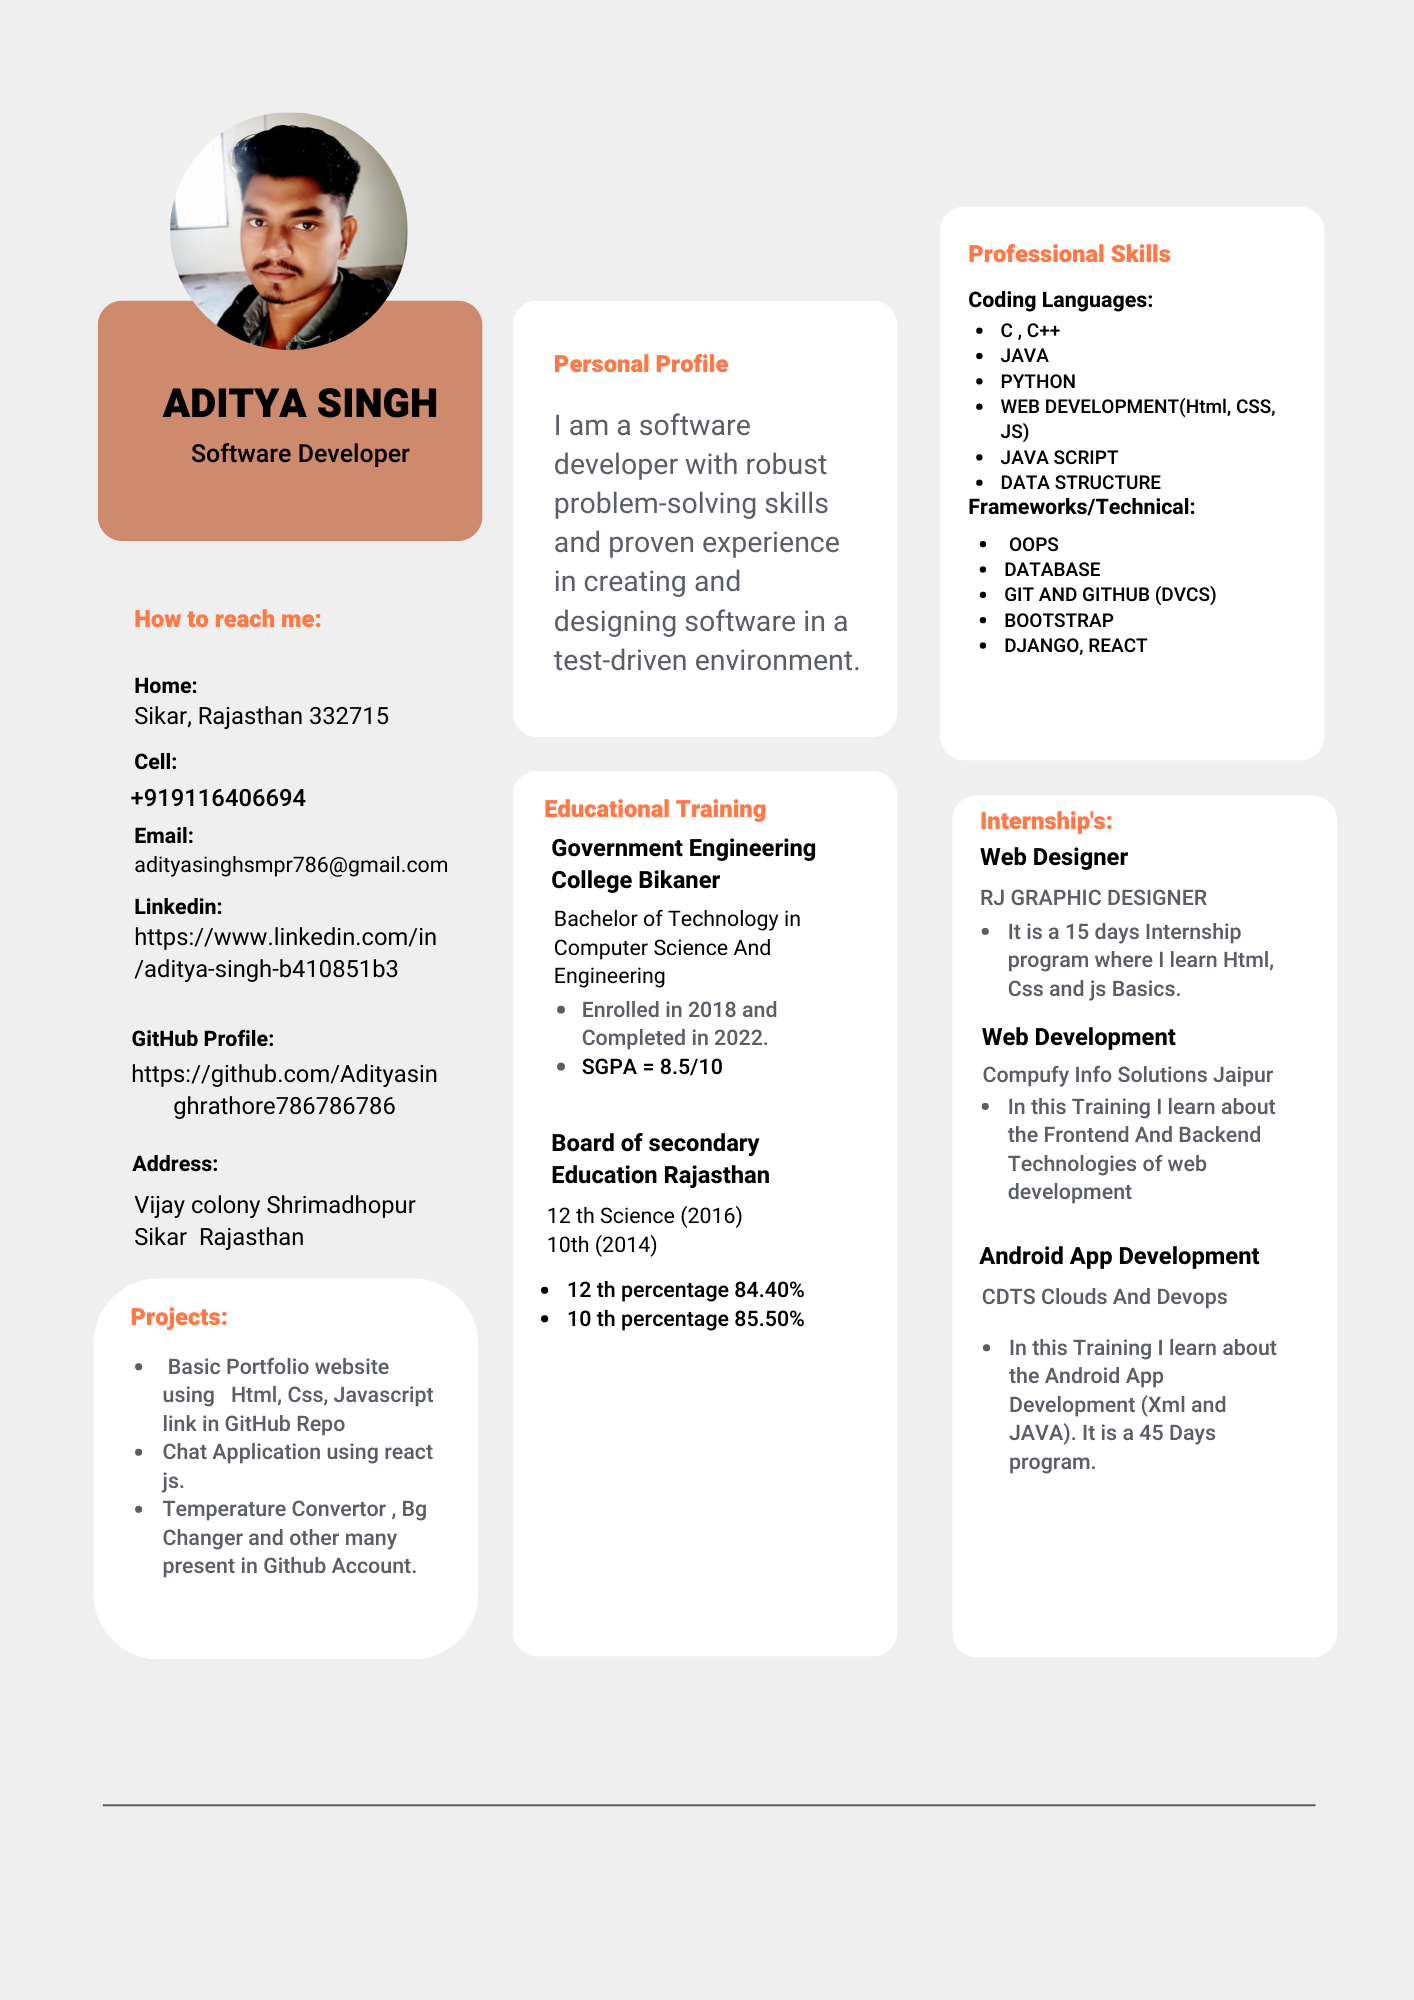 ADITYA SINGH
Software Developer
How to reach me:
Home:
Sikar, Rajasthan 332715
Cell:
+919116406694
Email:
adityasinghsmpr786@gmail.com
Linkedin:
https://www.linkedin.com/in
/aditya-singh-b410851b3
GitHub Profile:
https://github.com/Adityasin
ghrathore786786786
Address:
Vijay colony Shrimadhopur
Sikar  Rajasthan
Projects:
• Basic Portfolio website
using   Html, Css, Javascript
link in GitHub Repo
• Chat Application using react
js.
• Temperature Convertor , Bg
Changer and other many
present in Github Account.
Personal Profile
I am a software
developer with robust
problem-solving skills
and proven experience
in creating and
designing software in a
test-driven environment.
Educational Training
Government Engineering
College Bikaner
Bachelor of Technology in
Computer Science And
Engineering
• Enrolled in 2018 and
Completed in 2022.
• SGPA = 8.5/10
Board of secondary
Education Rajasthan
12 th Science (2016)
10th (2014)
• 12 th percentage 84.40%
• 10 th percentage 85.50%
Professional Skills
Coding Languages:
• C , C++
• JAVA
• PYTHON
• WEB DEVELOPMENT(Html, CSS,
JS)
• JAVA SCRIPT
• DATA STRUCTURE
Frameworks/Technical:
• OOPS
• DATABASE
• GIT AND GITHUB (DVCS)
• BOOTSTRAP
• DJANGO, REACT
Internship's:
Web Designer
RJ GRAPHIC DESIGNER
• It is a 15 days Internship
program where I learn Html,
Css and js Basics.
Web Development
Compufy Info Solutions Jaipur
• In this Training I learn about
the Frontend And Backend
Technologies of web
development
Android App Development
CDTS Clouds And Devops
• In this Training I learn about
the Android App
Development (Xml and
JAVA). It is a 45 Days
program.